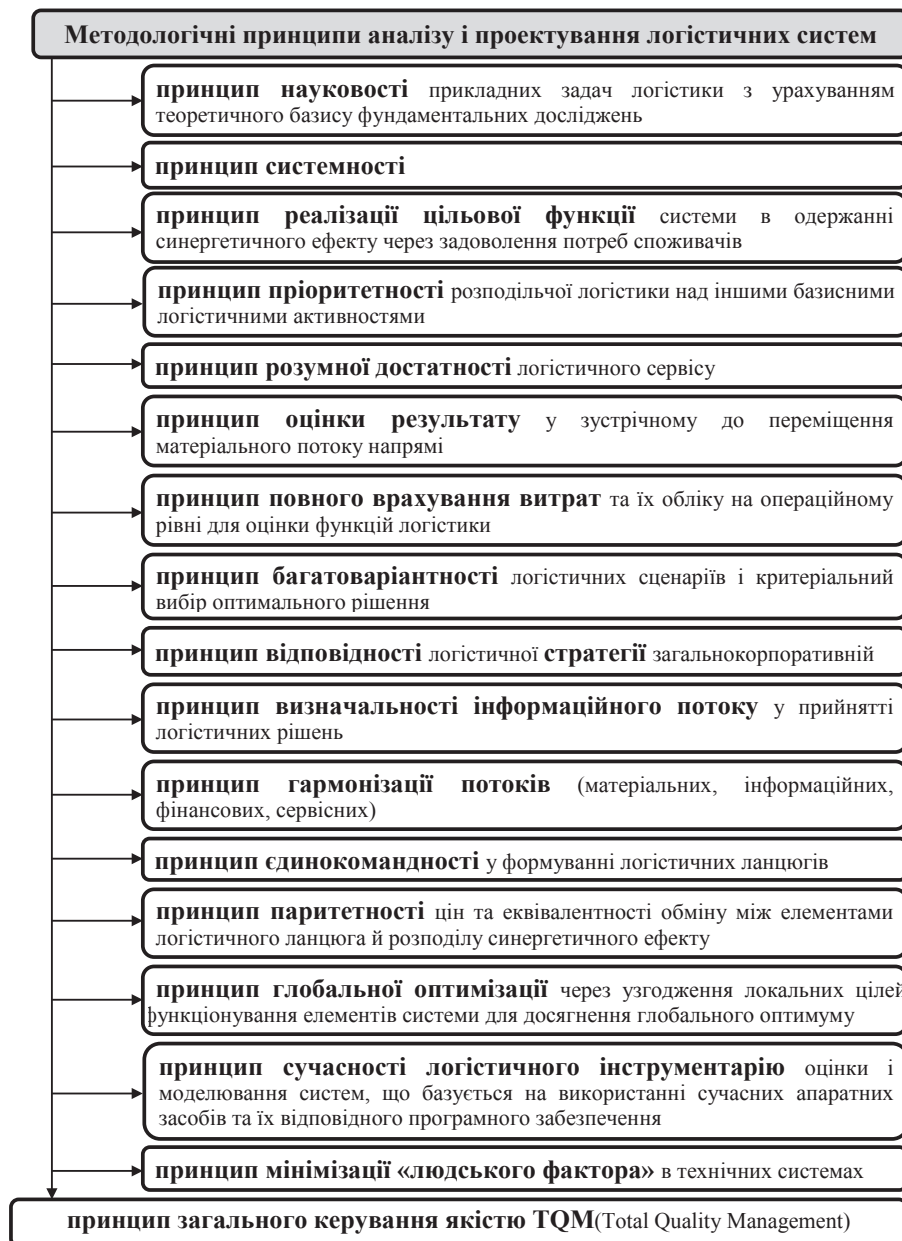 Методологічні принципи аналізу і проектування логістичних систем
принцип науковості прикладних задач логістики з урахуванням
теоретичного базису фундаментальних досліджень
принцип системності
принцип реалізації цільової функції системи в одержанні
синергетичного ефекту через задоволення потреб споживачів
принцип пріоритетності розподільчої логістики над іншими базисними
логістичними активностями
принцип розумної достатності логістичного сервісу
принцип оцінки результату у зустрічному до переміщення
матеріального потоку напрямі
принцип повного врахування витрат та їх обліку на операційному
рівні для оцінки функцій логістики
принцип багатоваріантності логістичних сценаріїв і критеріальний
вибір оптимального рішення
принцип відповідності логістичної стратегії загальнокорпоративній
принцип визначальності інформаційного потоку у прийнятті
логістичних рішень
принцип гармонізації потоків (матеріальних, інформаційних,
фінансових, сервісних)
принцип єдинокомандності у формуванні логістичних ланцюгів
принцип паритетності цін та еквівалентності обміну між елементами
логістичного ланцюга й розподілу синергетичного ефекту
принцип глобальної оптимізації через узгодження локальних цілей
функціонування елементів системи для досягнення глобального оптимуму
принцип сучасності логістичного інструментарію оцінки і
моделювання систем, що базується на використанні сучасних апаратних
засобів та їх відповідного програмного забезпечення
принцип мінімізації «людського фактора» в технічних системах
принцип загального керування якістю TQM(Total Quality Management)